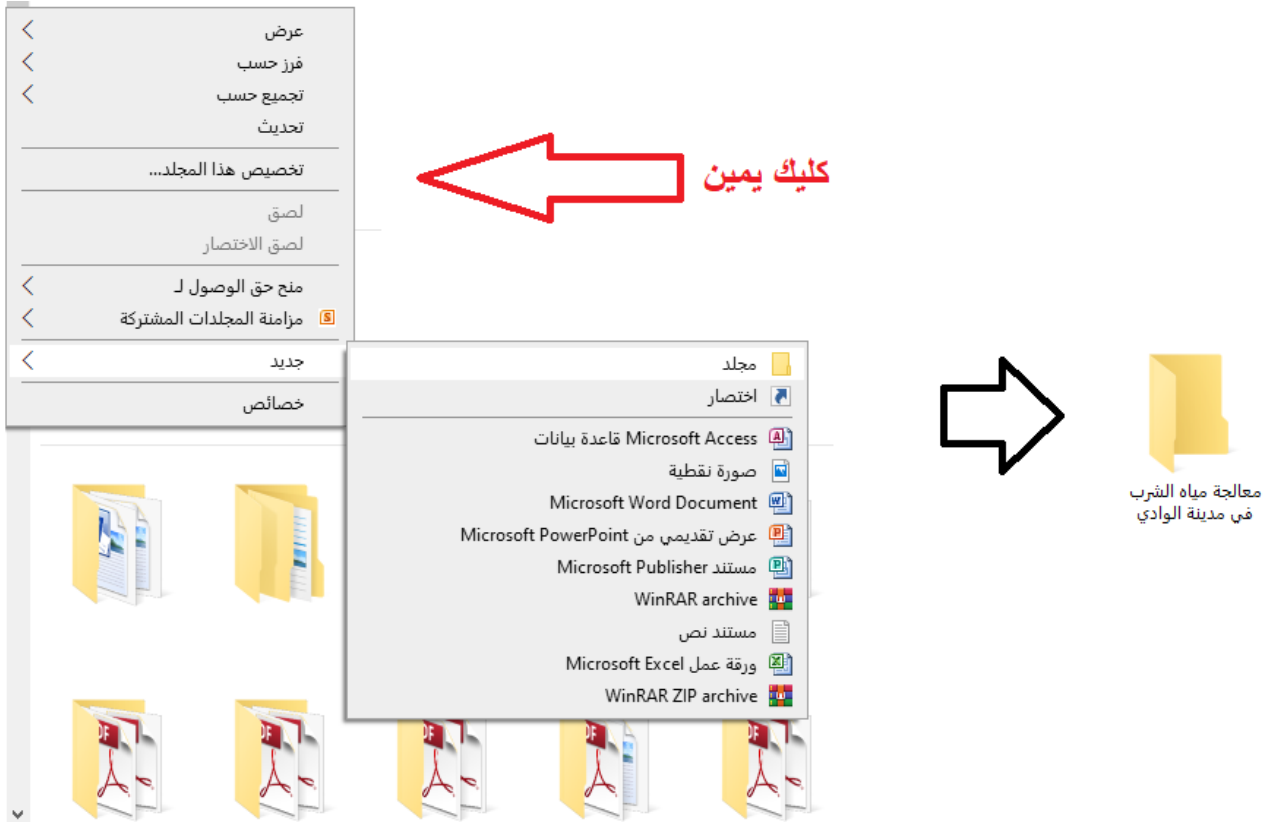 عرض
فرز حسب
تجميع حسب
تحديث
تخصيص هذا المجلد...
لصق
لصق الاختصار
منح حق الوصول لـ
مزامنة المجلدات المشتركة
جديد
خصائص
كليك يمين
مجلد
اختصار
Microsoft Access قاعدة بيانات
صورة نقطية
Microsoft Word Document
عرض تقديمي من Microsoft PowerPoint
مستند Microsoft Publisher
WinRAR archive
مستند نص
ورقة عمل Microsoft Excel
WinRAR ZIP archive
معالجة مياه الشرب
في مدينة الوادي